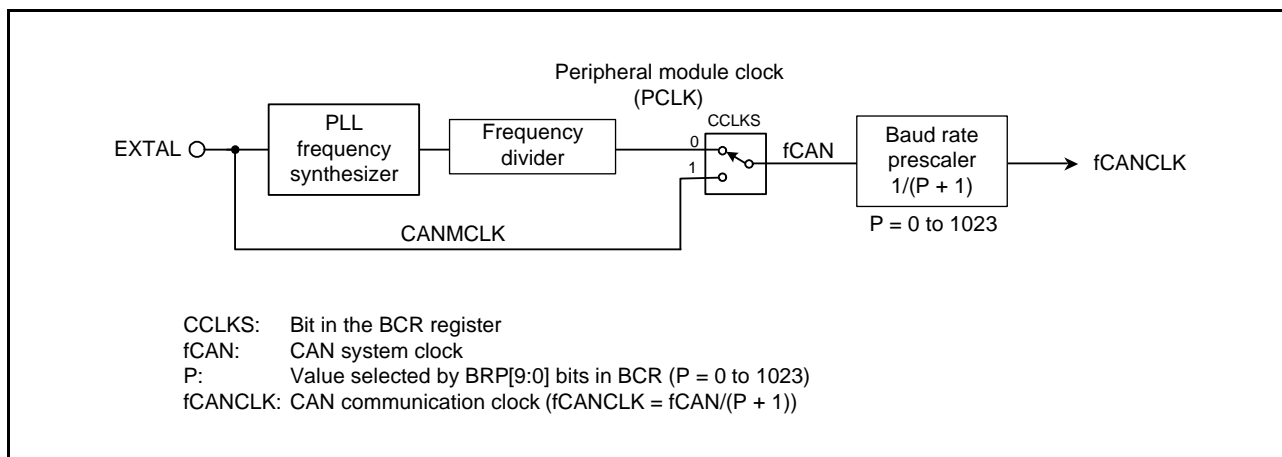 Peripheral module clock
(PCLK)
EXTAL
PLL
frequency
synthesizer
Frequency
divider
CCLKS
0
1
fCAN
Baud rate
prescaler
1/(P + 1)
fCANCLK
P = 0 to 1023
CANMCLK
CCLKS: Bit in the BCR register
fCAN: CAN system clock
P: Value selected by BRP[9:0] bits in BCR (P = 0 to 1023)
fCANCLK: CAN communication clock (fCANCLK = fCAN/(P + 1))